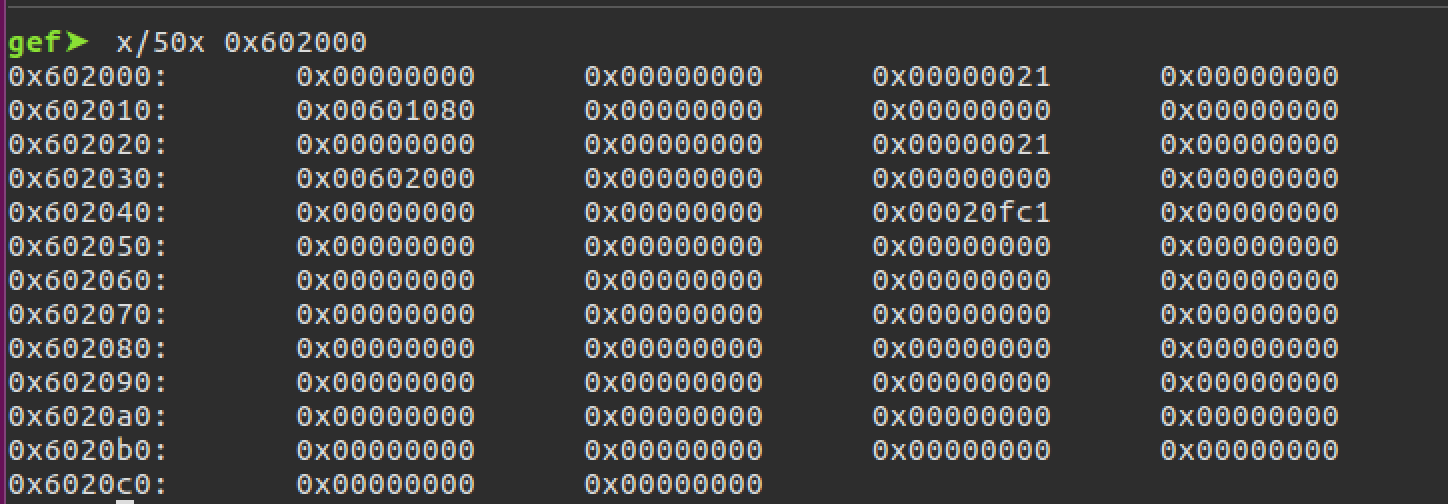 gef➤ x/50x 0x602000
0x602000: 0x00000000 0x00000000 0x00000021 0x00000000
0x602010: 0x00601080 0x00000000 0x00000000 0x00000000
0x602020: 0x00000000 0x00000000 0x00000021 0x00000000
0x602030: 0x00602000 0x00000000 0x00000000 0x00000000
0x602040: 0x00000000 0x00000000 0x00020fc1 0x00000000
0x602050: 0x00000000 0x00000000 0x00000000 0x00000000
0x602060: 0x00000000 0x00000000 0x00000000 0x00000000
0x602070: 0x00000000 0x00000000 0x00000000 0x00000000
0x602080: 0x00000000 0x00000000 0x00000000 0x00000000
0x602090: 0x00000000 0x00000000 0x00000000 0x00000000
0x6020a0: 0x00000000 0x00000000 0x00000000 0x00000000
0x6020b0: 0x00000000 0x00000000 0x00000000 0x00000000
0x6020c0: 0x00000000 0x00000000